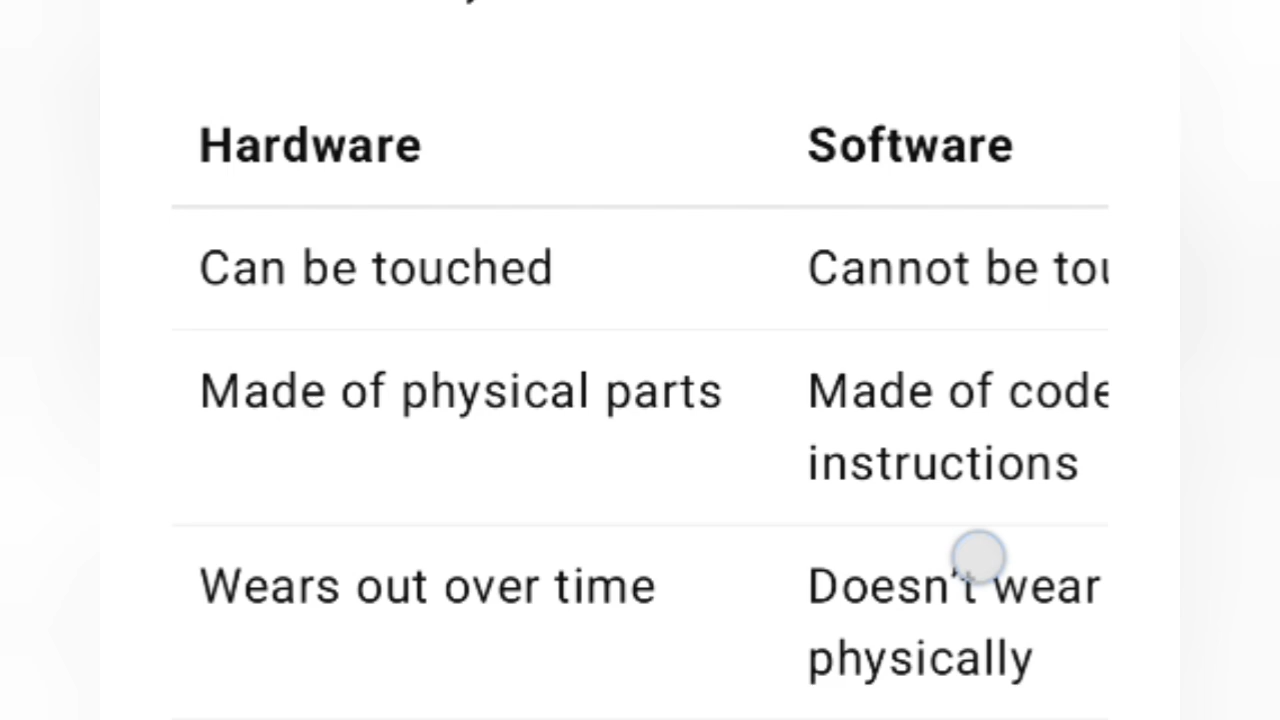 Hardware Software
Can be touched Cannot be
Made of physical parts Made of code
instructions
Wears out over time Doesn't wear
physically